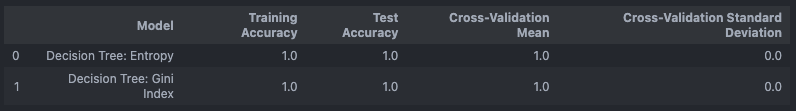 Model Training Accuracy Test Accuracy Cross-Validation Mean Cross-Validation Standard Deviation
0 Decision Tree: Entropy 1.0 1.0 1.0 0.0
1 Decision Tree: Gini Index 1.0 1.0 1.0 0.0